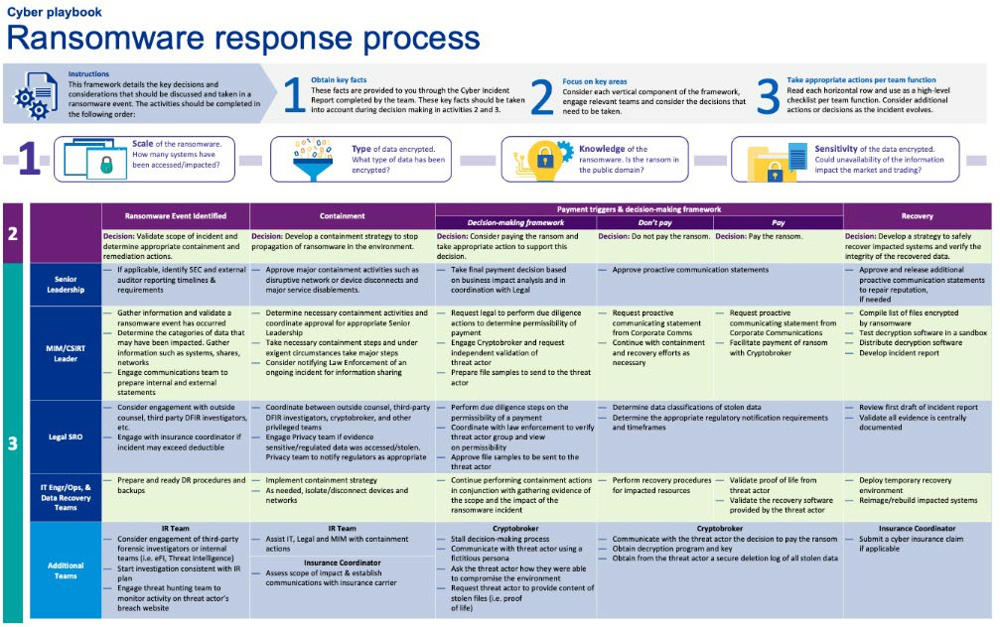 Cyber playbook
Ransomware response process
Instructions
This framework details the key decisions and
considerations that should be discussed and taken in a
ransomware event. The activities should be completed in
the following order:
1
Obtain key facts
These facts are provided to you through the Cyber Incident
Report completed by the team. These key facts should be taken
into account during decision making in activities 2 and 3.
2
Focus on key areas
Consider each vertical component of the framework,
engage relevant teams and consider the decisions that
need to be taken.
3
Take appropriate actions per team function
Read each horizontal row and use as a high-level
checklist per team function. Consider additional
actions or decisions as the incident evolves.
1
Scale of the ransomware.
How many systems have
been accessed/impacted?
Type of data encrypted.
What type of data has been
encrypted?
Knowledge of the
ransomware. Is the ransom in
the public domain?
Sensitivity of the data encrypted.
Could unavailability of the information
impact the market and trading?
2
Ransomware Event Identified
Containment
Payment triggers & decision-making framework
Decision-making framework
Don't pay
Pay
Recovery
Decision: Validate scope of incident and
determine appropriate containment and
remediation actions.
Decision: Develop a containment strategy to stop
propagation of ransomware in the environment.
Decision: Consider paying the ransom and
take appropriate action to support this
decision.
Decision: Do not pay the ransom.
Decision: Pay the ransom.
Decision: Develop a strategy to safely
recover impacted systems and verify the
integrity of the recovered data.
3
Senior
Leadership
— If applicable, identify SEC and external
auditor reporting timelines &
requirements
— Approve major containment activities such as
disruptive network or device disconnects and
major service disablements.
— Take final payment decision based
on business impact analysis and in
coordination with Legal
— Approve proactive communication statements
— Approve and release additional
proactive communication statements
to repair reputation,
if needed
MIM/CSIRT
Leader
— Gather information and validate a
ransomware event has occurred
— Determine the categories of data that
may have been impacted. Gather
information such as systems, shares,
networks
— Engage communications team to
prepare internal and external
statements
— Determine necessary containment activities and
coordinate approval for appropriate Senior
Leadership
— Take necessary containment steps and under
exigent circumstances take major steps
— Consider notifying Law Enforcement of an
ongoing incident for information sharing
— Request legal to perform due diligence
actions to determine permissibility of
payment
— Engage Cryptobroker and request
independent validation of
threat actor
— Prepare file samples to send to the threat
actor
— Request proactive
communicating statement
from Corporate Comms
— Continue with containment
and recovery efforts as
necessary
— Request proactive
communicating statement from
Corporate Communications
— Facilitate payment of ransom
with Cryptobroker
— Compile list of files encrypted
by ransomware
— Test decryption software in a sandbox
— Distribute decryption software
— Develop incident report
Legal SRO
— Consider engagement with outside
counsel, third party DFIR investigators,
etc.
— Engage with insurance coordinator if
incident may exceed deductible
— Coordinate between outside counsel, third-party
DFIR investigators, cryptobroker, and other
privileged teams
— Engage Privacy team if evidence
sensitive/regulated data was accessed/stolen.
Privacy team to notify regulators as appropriate
— Perform due diligence steps on the
permissibility of a payment
— Coordinate with law enforcement to verify
threat actor group and view
on permissibility
— Approve file samples to be sent to the
threat actor
— Determine data classifications of stolen data
— Determine the appropriate regulatory notification requirements
and timeframes
— Review first draft of incident report
— Validate all evidence is centrally
documented
IT Engr/Ops, &
Data Recovery
Teams
— Prepare and ready DR procedures and
backups
— Implement containment strategy
— As needed, isolate/disconnect devices and
networks
— Continue performing containment actions
in conjunction with gathering evidence of
the scope and the impact of the
ransomware incident
— Perform recovery procedures
for impacted resources
— Validate proof of life from
threat actor
— Validate the recovery software
provided by the threat actor
— Deploy temporary recovery
environment
— Reimage/rebuild impacted systems
Additional
Teams
IR Team
— Consider engagement of third-party
forensic investigators or internal
teams (i.e. eFI, Threat Intelligence)
— Start investigation consistent with IR
plan
— Engage threat hunting team to
monitor activity on threat actor's
breach website
IR Team
— Assist IT, Legal and MIM with containment
actions
Insurance Coordinator
— Assess scope of impact & establish
communications with insurance carrier
Cryptobroker
— Stall decision-making process
— Communicate with threat actor using a
fictitious persona
— Ask the threat actor how they were able
to compromise the environment
— Request threat actor to provide content of
stolen files (i.e. proof
of life)
Cryptobroker
— Communicate with the threat actor the decision to pay the ransom
— Obtain decryption program and key
— Obtain from the threat actor a secure deletion log of all stolen data
Insurance Coordinator
— Submit a cyber insurance claim
if applicable